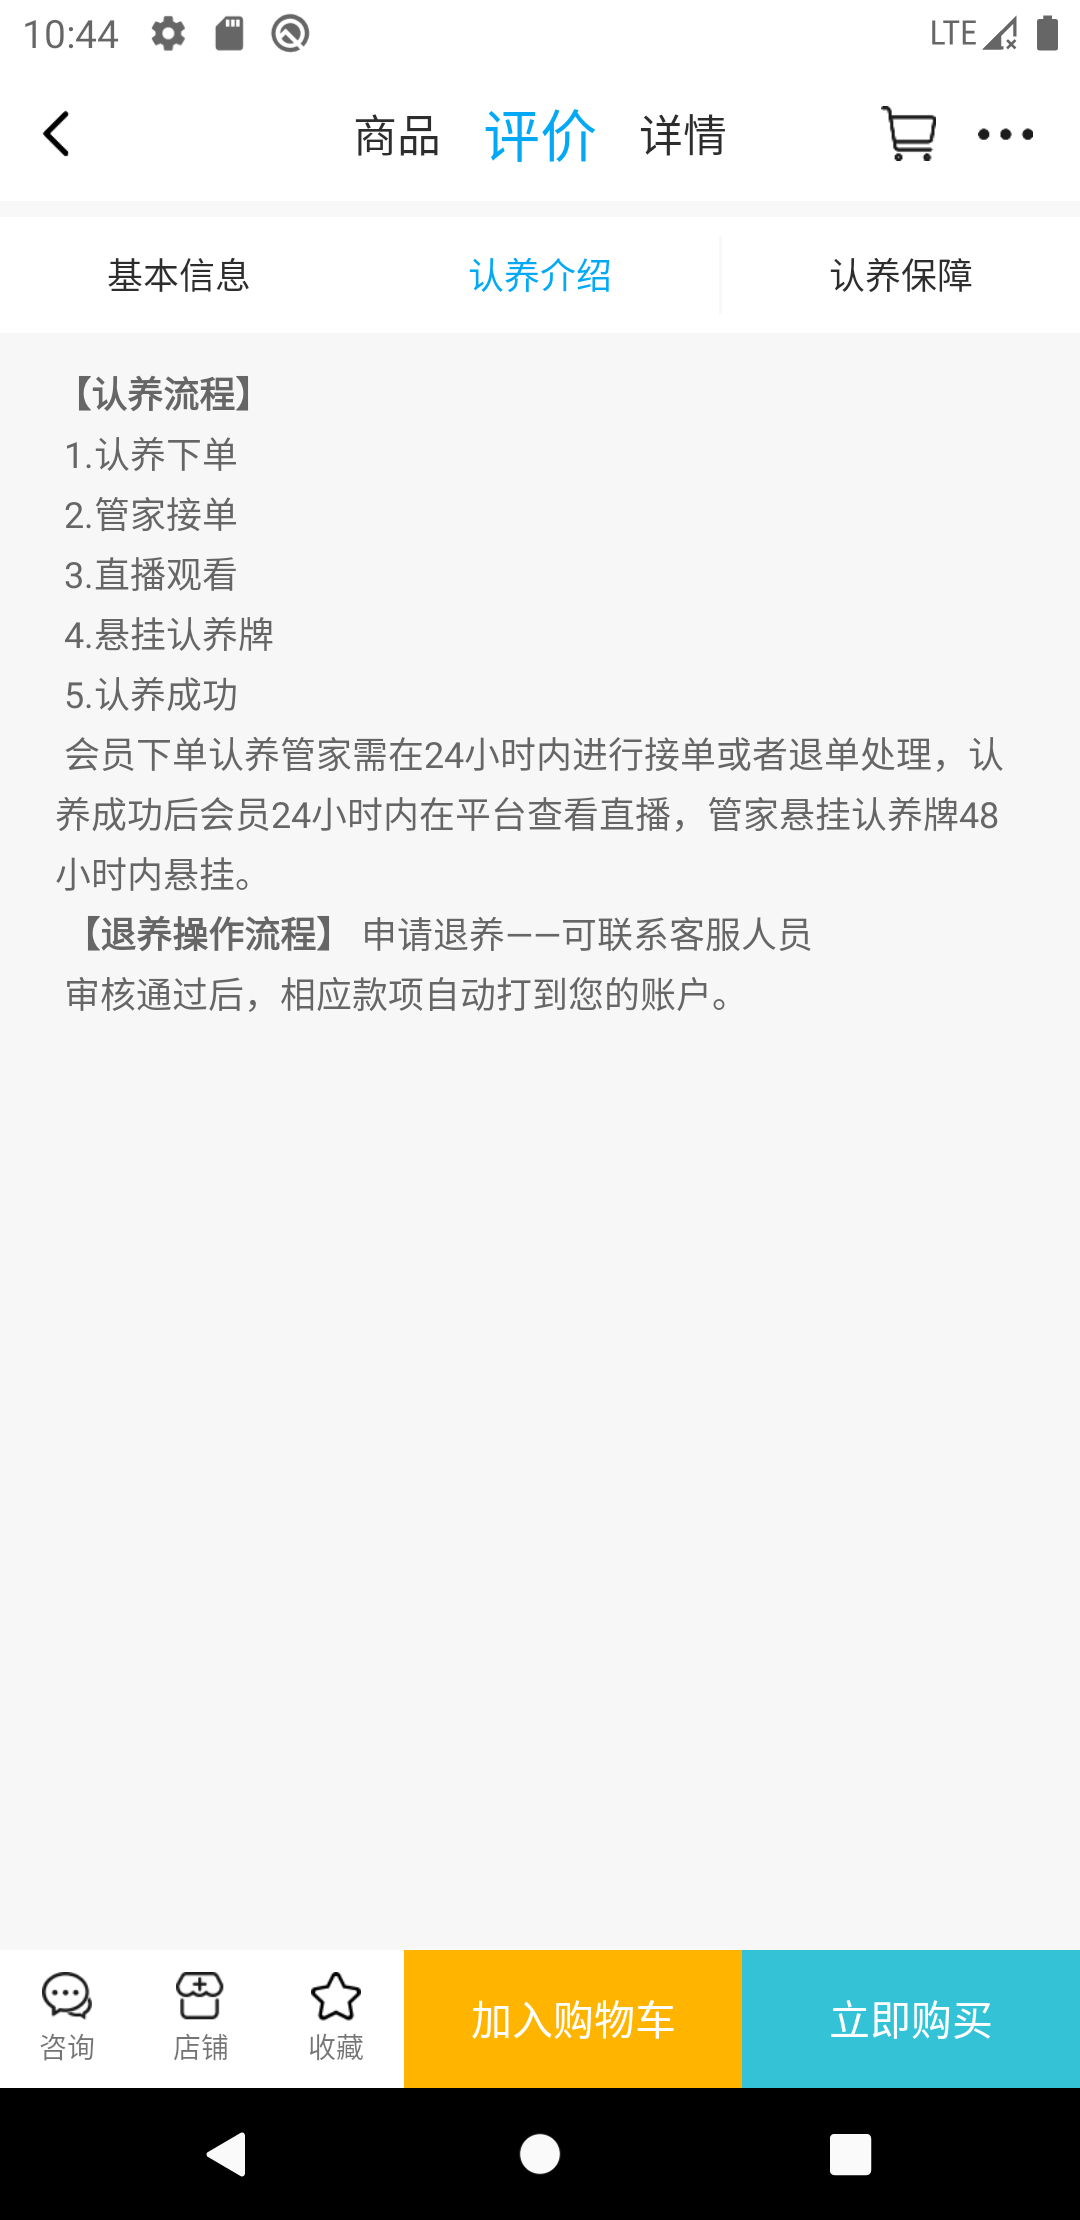 10:44
LTE
商品 评价 详情
基本信息 认养介绍 认养保障
【认养流程】
1.认养下单
2.管家接单
3.直播观看
4.悬挂认养牌
5.认养成功
会员下单认养管家需在24小时内进行接单或者退单处理，认
养成功后会员24小时内在平台查看直播，管家悬挂认养牌48
小时内悬挂。
【退养操作流程】 申请退养——可联系客服人员
审核通过后，相应款项自动打到您的账户。
咨询 店铺 收藏 加入购物车 立即购买